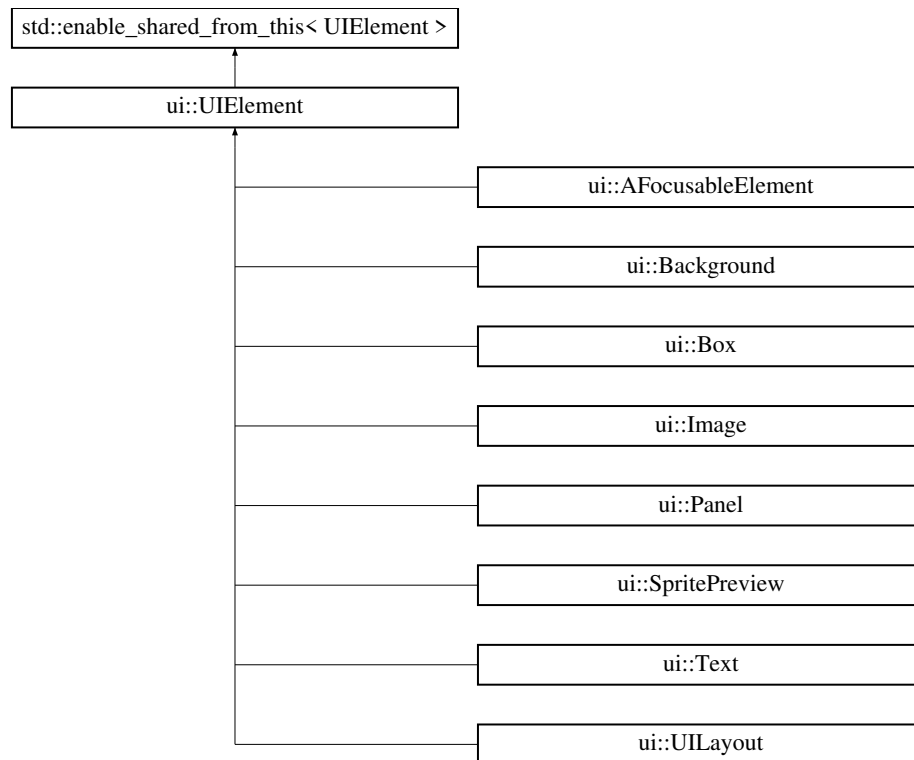 std::enable_shared_from_this< UIElement >
ui::UIElement
ui::AFocusableElement
ui::Background
ui::Box
ui::Image
ui::Panel
ui::SpritePreview
ui::Text
ui::UILayout